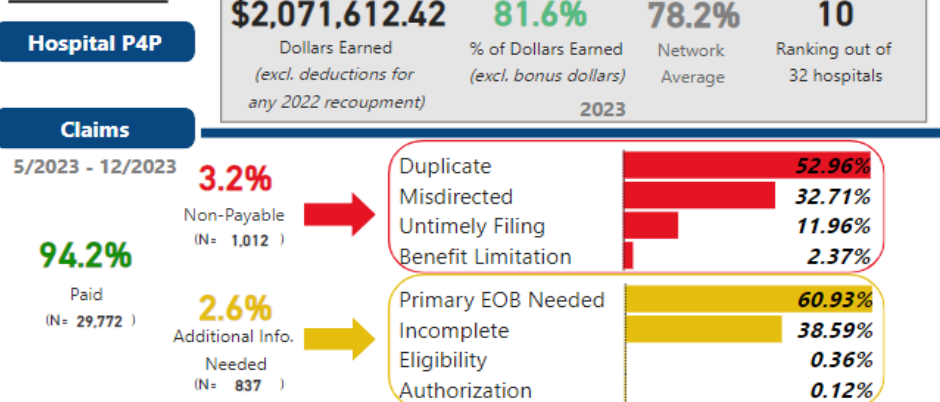 Hospital P4P
$2,071,612.42
Dollars Earned
(excl. deductions for
any 2022 recoupment)
81.6%
% of Dollars Earned
(excl. bonus dollars)
78.2%
Network
Average
10
Ranking out of
32 hospitals
2023
Claims
5/2023 - 12/2023
94.2%
Paid
(N= 29,772 )
3.2%
Non-Payable
(N= 1,012 )
Duplicate 52.96%
Misdirected 32.71%
Untimely Filing 11.96%
Benefit Limitation 2.37%
2.6%
Additional Info.
Needed
(N= 837 )
Primary EOB Needed 60.93%
Incomplete 38.59%
Eligibility 0.36%
Authorization 0.12%